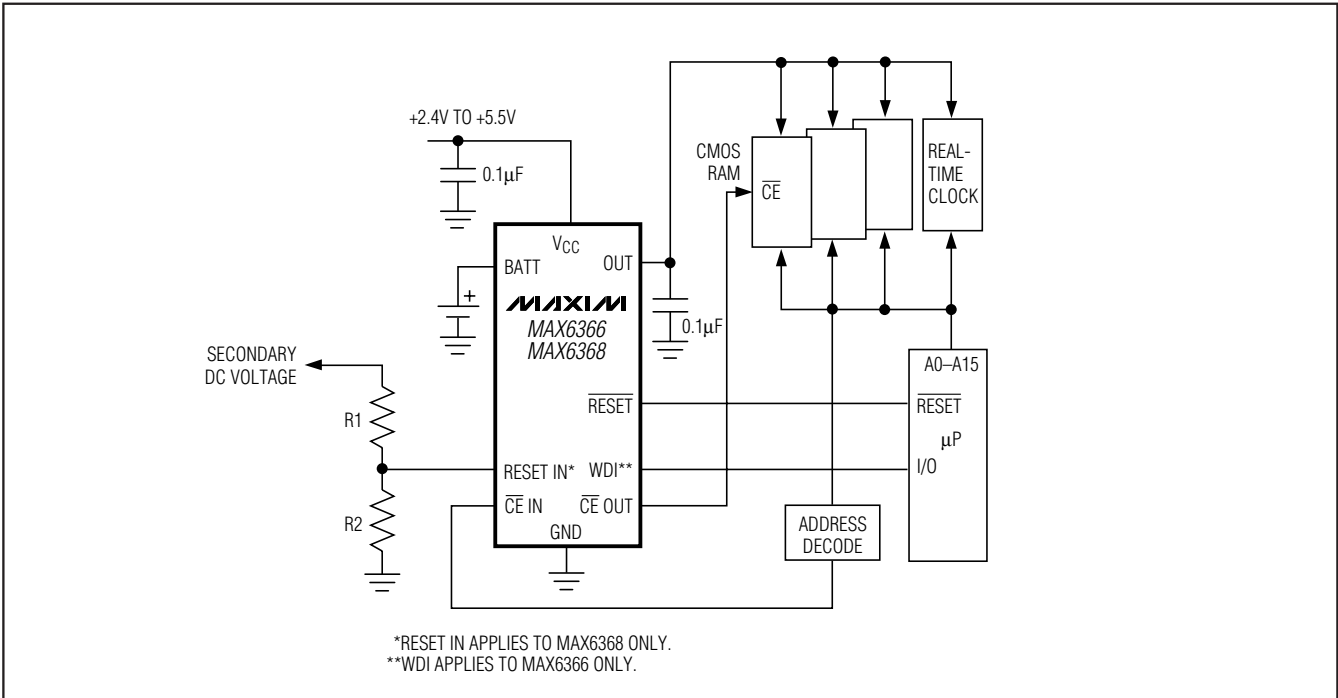 +2.4V TO +5.5V
0.1µF
CMOS
RAM
CE
REAL-
TIME
CLOCK
VCC
BATT
OUT
+
MAXIM
MAX6366
MAX6368
0.1µF
SECONDARY
DC VOLTAGE
A0–A15
R1
RESET
RESET
µP
RESET IN*
WDI**
I/O
CE IN
CE OUT
R2
GND
ADDRESS
DECODE
*RESET IN APPLIES TO MAX6368 ONLY.
**WDI APPLIES TO MAX6366 ONLY.